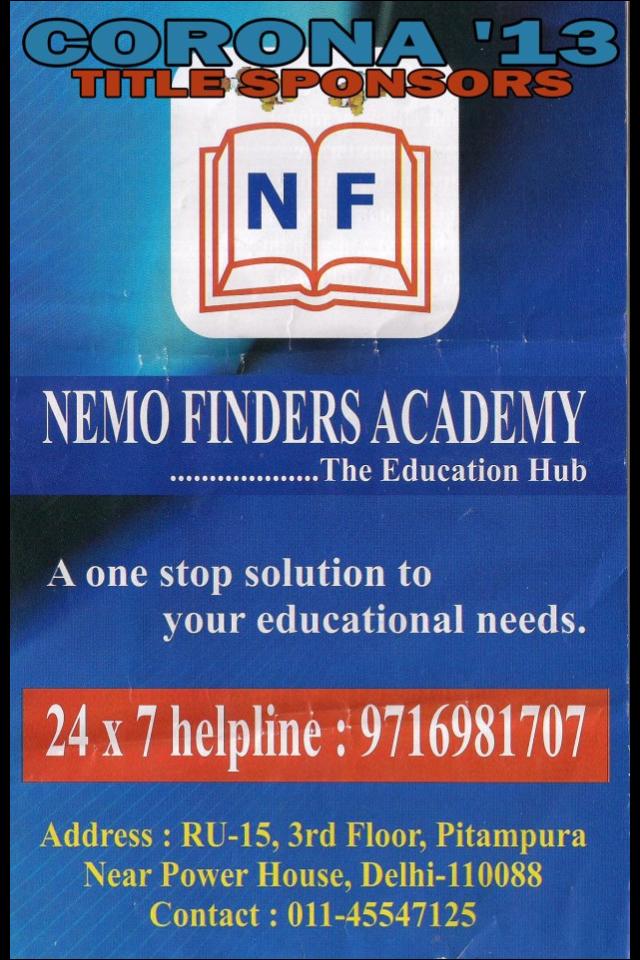 CORONA '13
TITLE SPONSORS
N F
NEMO FINDERS ACADEMY
...................The Education Hub
A one stop solution to
your educational needs.
24 x 7 helpline : 9716981707
Address : RU-15, 3rd Floor, Pitampura
Near Power House, Delhi-110088
Contact : 011-45547125